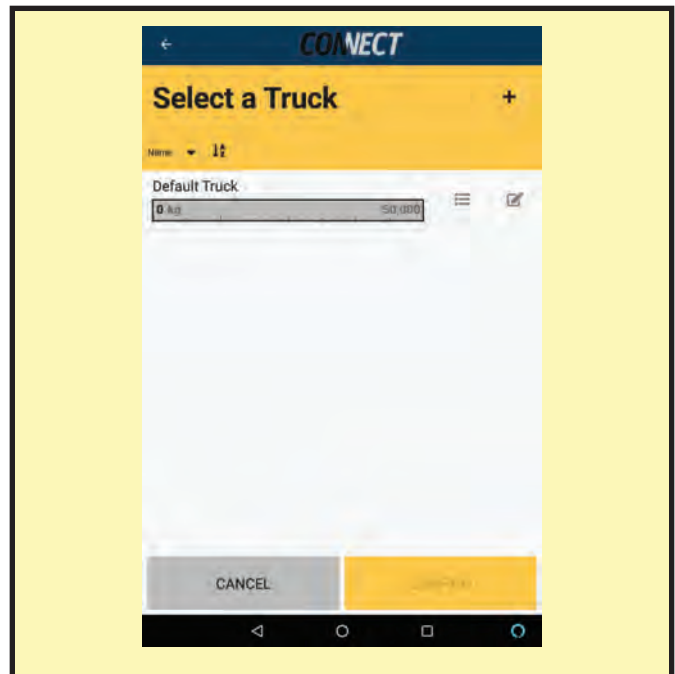 CONNECT
Select a Truck +
Name
Default Truck
0 kg 50,000
CANCEL